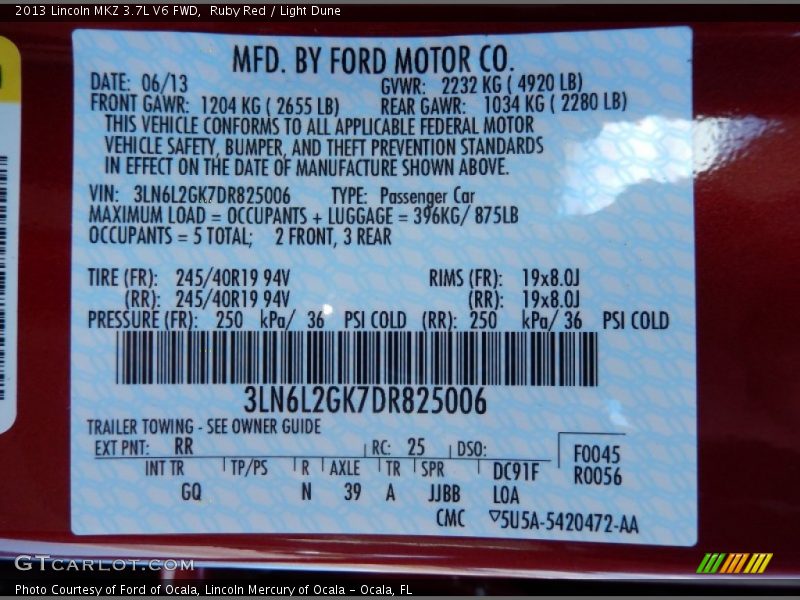 2013 Lincoln MKZ 3.7L V6 FWD, Ruby Red / Light Dune
MFD. BY FORD MOTOR CO.
DATE: 06/13 GVWR: 2232 KG ( 4920 LB)
FRONT GAWR: 1204 KG ( 2655 LB) REAR GAWR: 1034 KG ( 2280 LB)
THIS VEHICLE CONFORMS TO ALL APPLICABLE FEDERAL MOTOR
VEHICLE SAFETY, BUMPER, AND THEFT PREVENTION STANDARDS
IN EFFECT ON THE DATE OF MANUFACTURE SHOWN ABOVE.
VIN: 3LN6L2GK7DR825006 TYPE: Passenger Car
MAXIMUM LOAD = OCCUPANTS + LUGGAGE = 396KG/ 875LB
OCCUPANTS = 5 TOTAL; 2 FRONT, 3 REAR
TIRE (FR): 245/40R19 94V RIMS (FR): 19x8.0J
(RR): 245/40R19 94V (RR): 19x8.0J
PRESSURE (FR): 250 kPa/ 36 PSI COLD (RR): 250 kPa/ 36 PSI COLD
3LN6L2GK7DR825006
TRAILER TOWING - SEE OWNER GUIDE
EXT PNT: RR RC: 25 DSO: F0045
INT TR TP/PS R AXLE TR SPR DC91F R0056
GQ N 39 A JJBB LOA
CMC ▽5U5A-5420472-AA
GTCARLOT.COM
Photo Courtesy of Ford of Ocala, Lincoln Mercury of Ocala - Ocala, FL